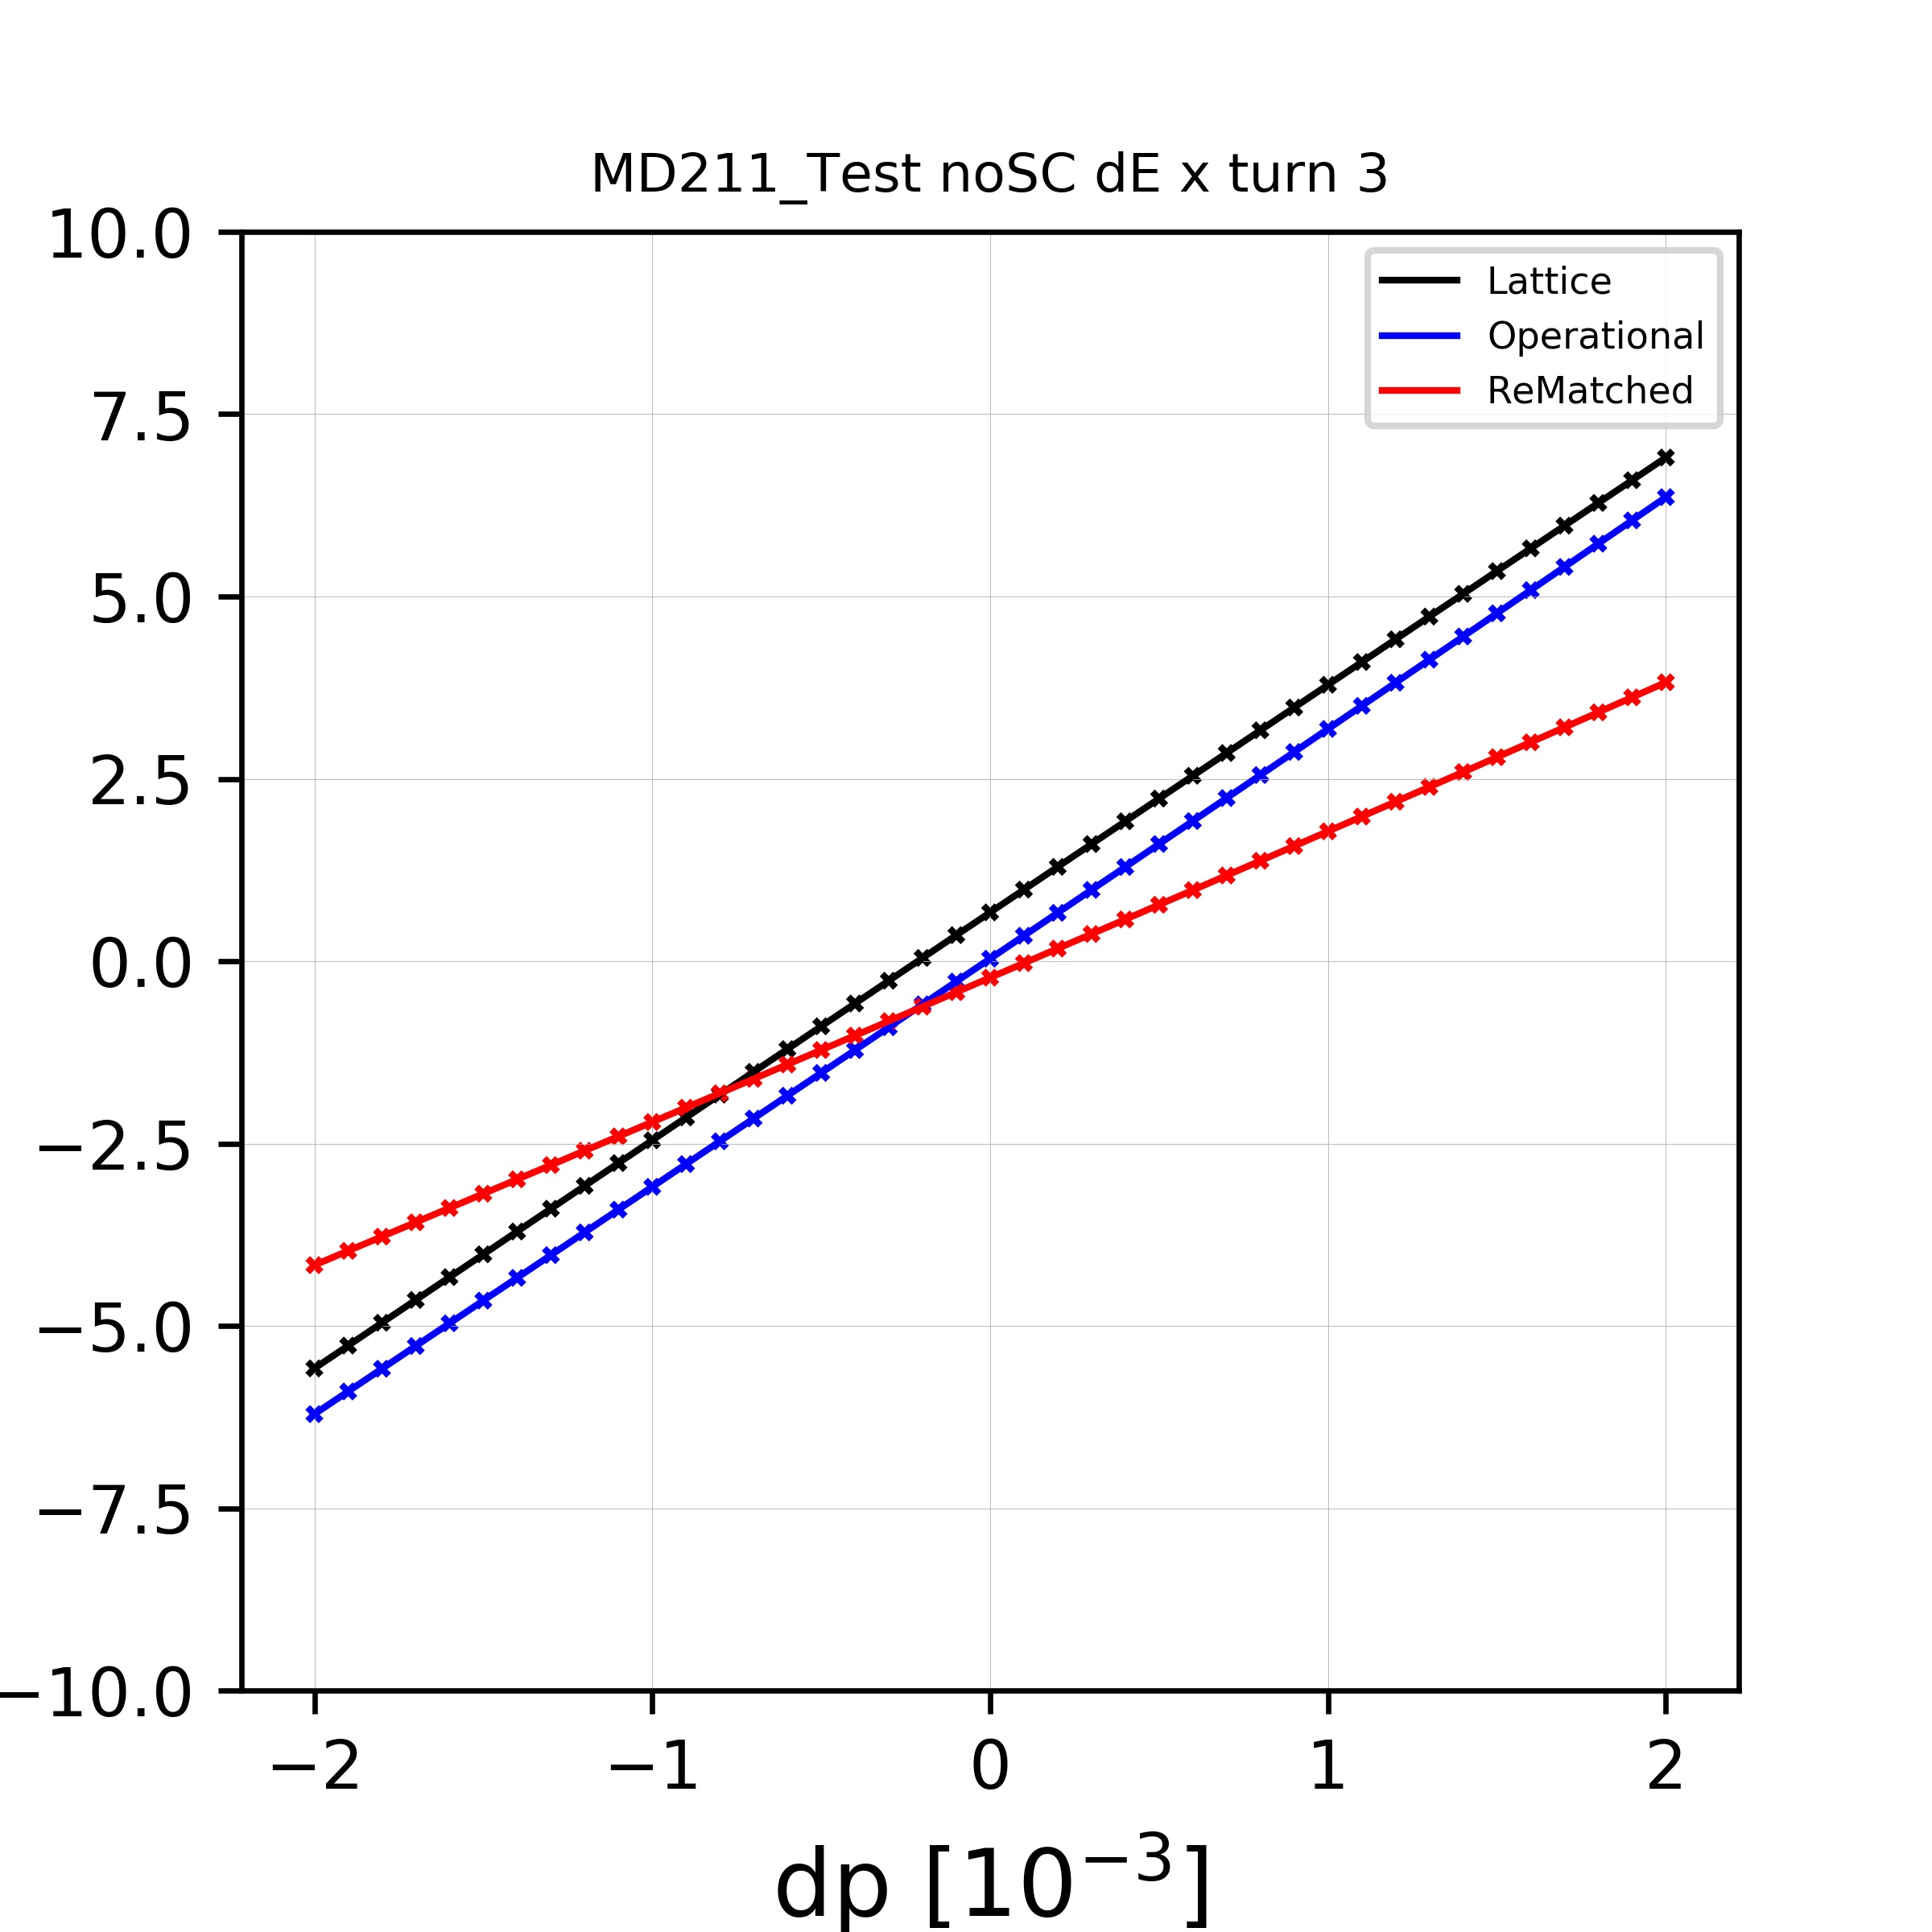 MD211_Test noSC dE x turn 3
10.0
7.5
5.0
2.5
0.0
−2.5
−5.0
−7.5
−10.0
Lattice
Operational
ReMatched
−2 −1 0 1 2
dp [10⁻³]